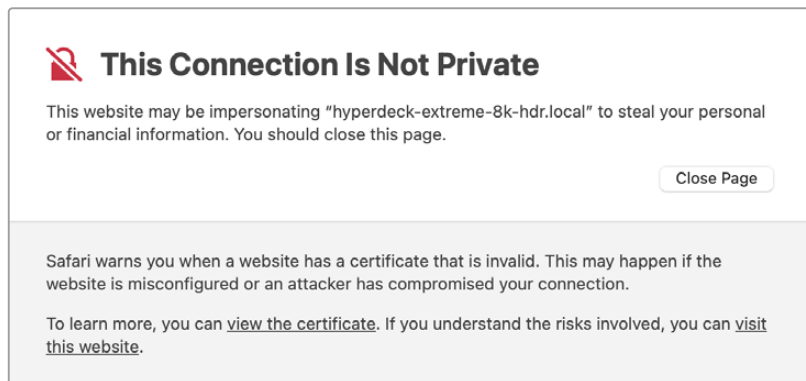 This Connection Is Not Private
This website may be impersonating “hyperdeck-extreme-8k-hdr.local” to steal your personal
or financial information. You should close this page.
Close Page
Safari warns you when a website has a certificate that is invalid. This may happen if the
website is misconfigured or an attacker has compromised your connection.
To learn more, you can view the certificate. If you understand the risks involved, you can visit
this website.